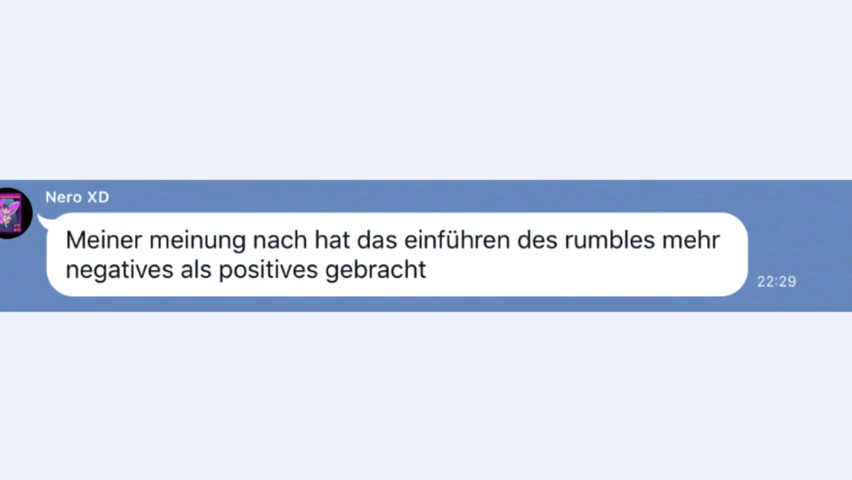 Nero XD
Meiner meinung nach hat das einführen des rumbles mehr
negatives als positives gebracht
22:29